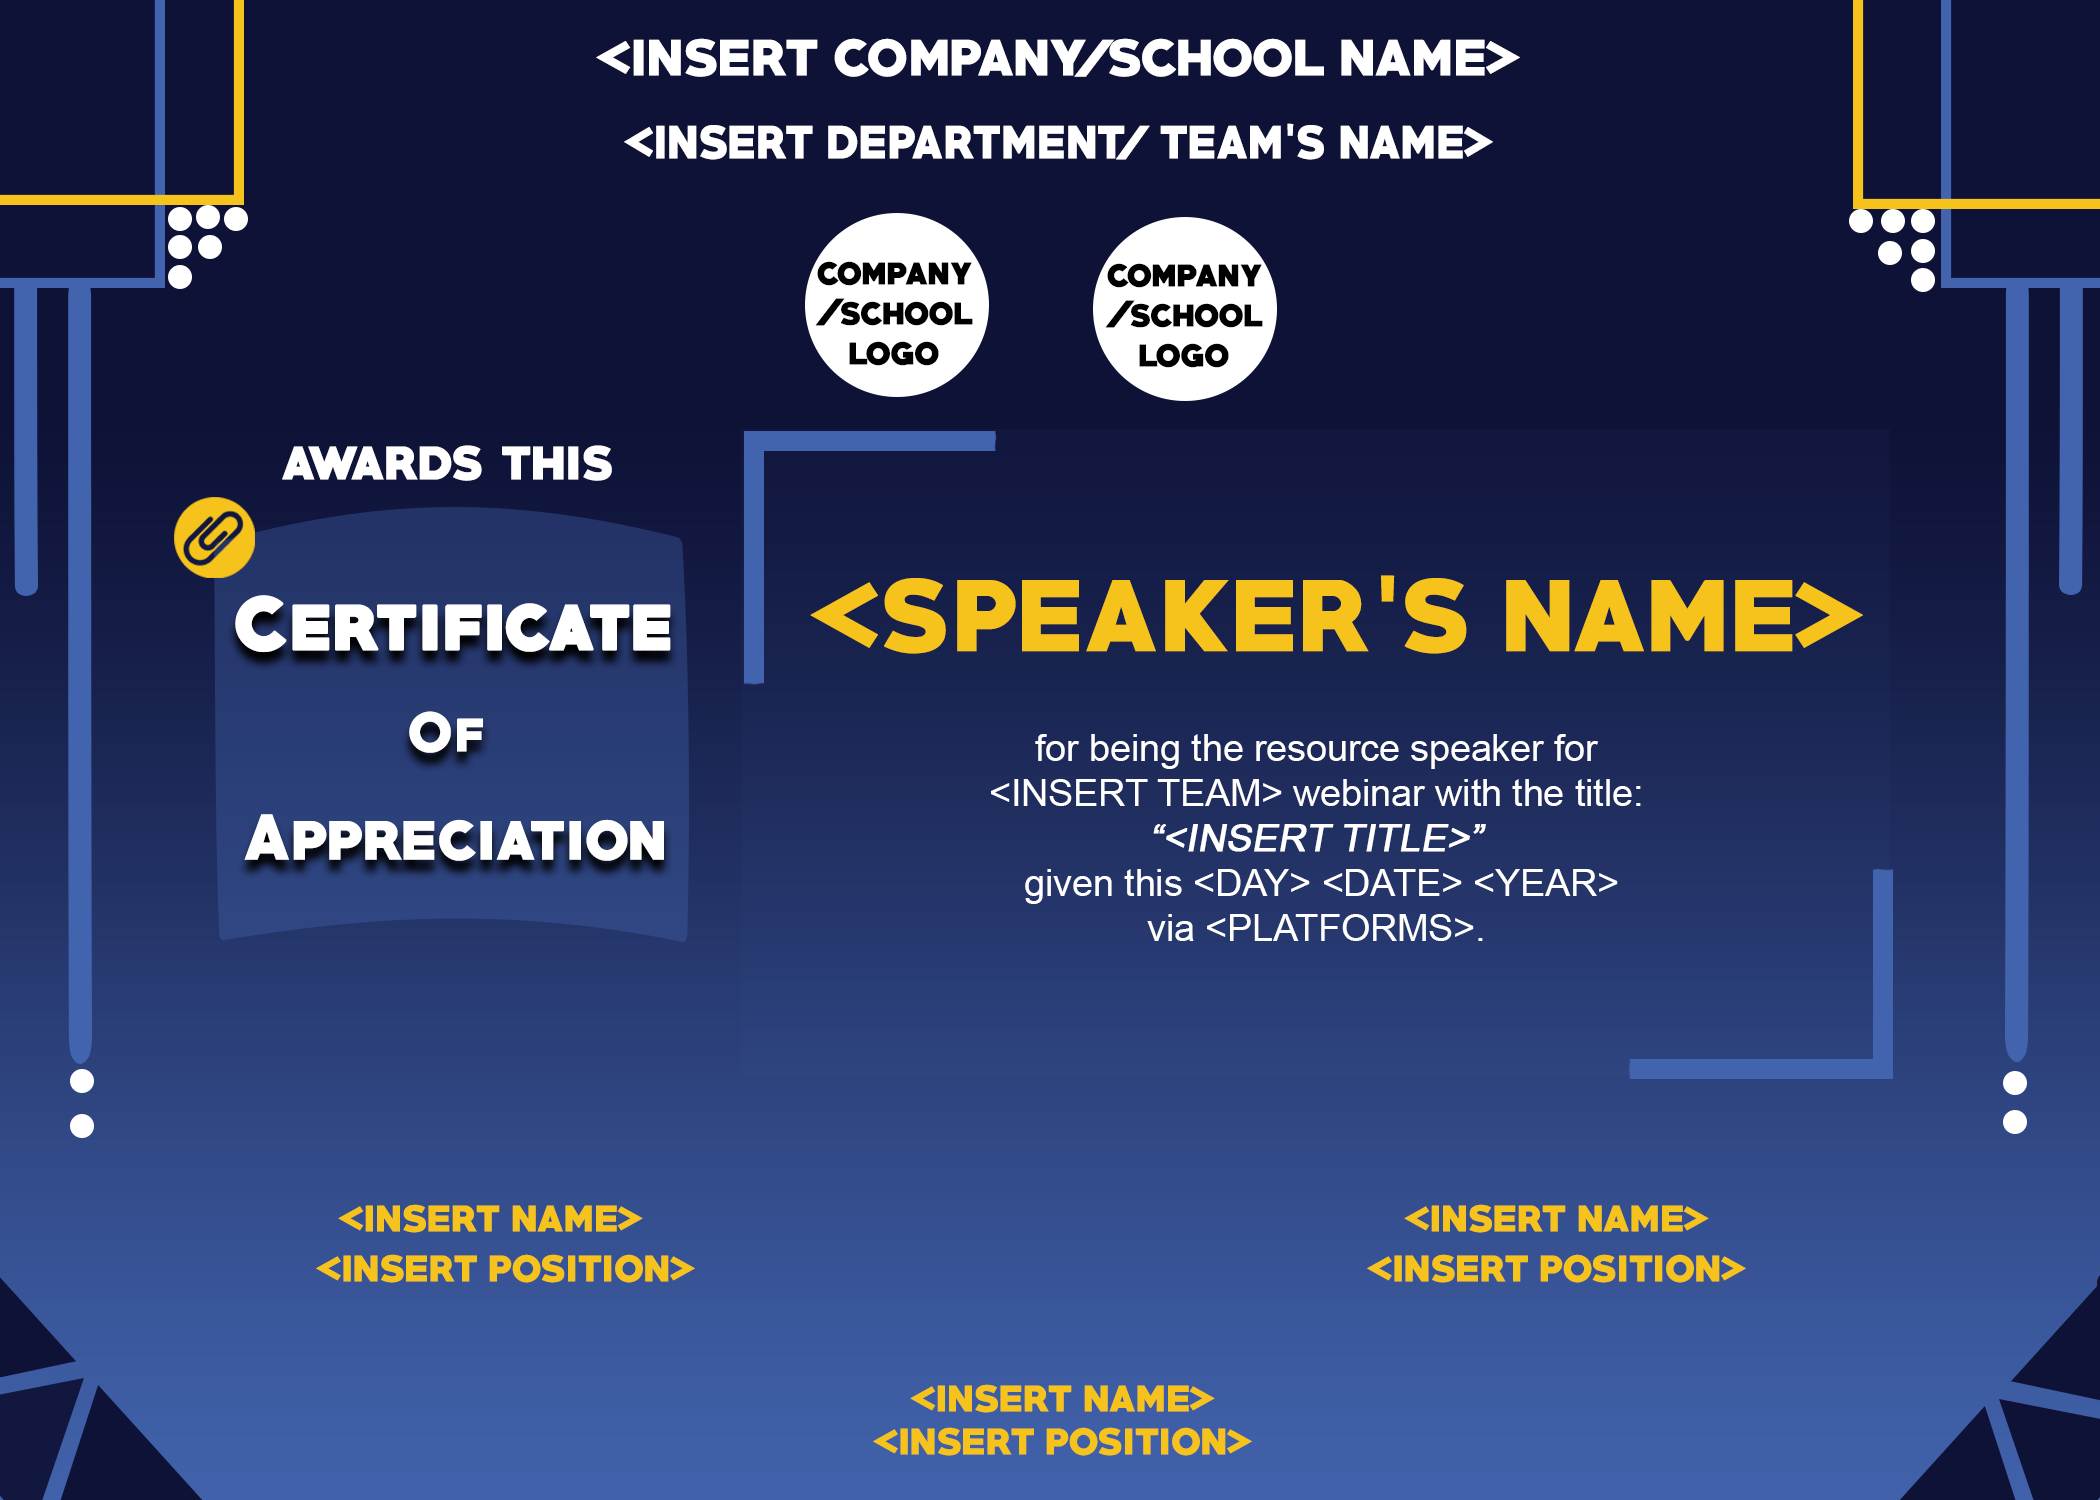 <INSERT COMPANY/SCHOOL NAME>
<INSERT DEPARTMENT/ TEAM'S NAME>
COMPANY
/SCHOOL
LOGO
COMPANY
/SCHOOL
LOGO
AWARDS THIS
CERTIFICATE
OF
APPRECIATION
<SPEAKER'S NAME>
for being the resource speaker for
<INSERT TEAM> webinar with the title:
“<INSERT TITLE>”
given this <DAY> <DATE> <YEAR>
via <PLATFORMS>.
<INSERT NAME>
<INSERT POSITION>
<INSERT NAME>
<INSERT POSITION>
<INSERT NAME>
<INSERT POSITION>